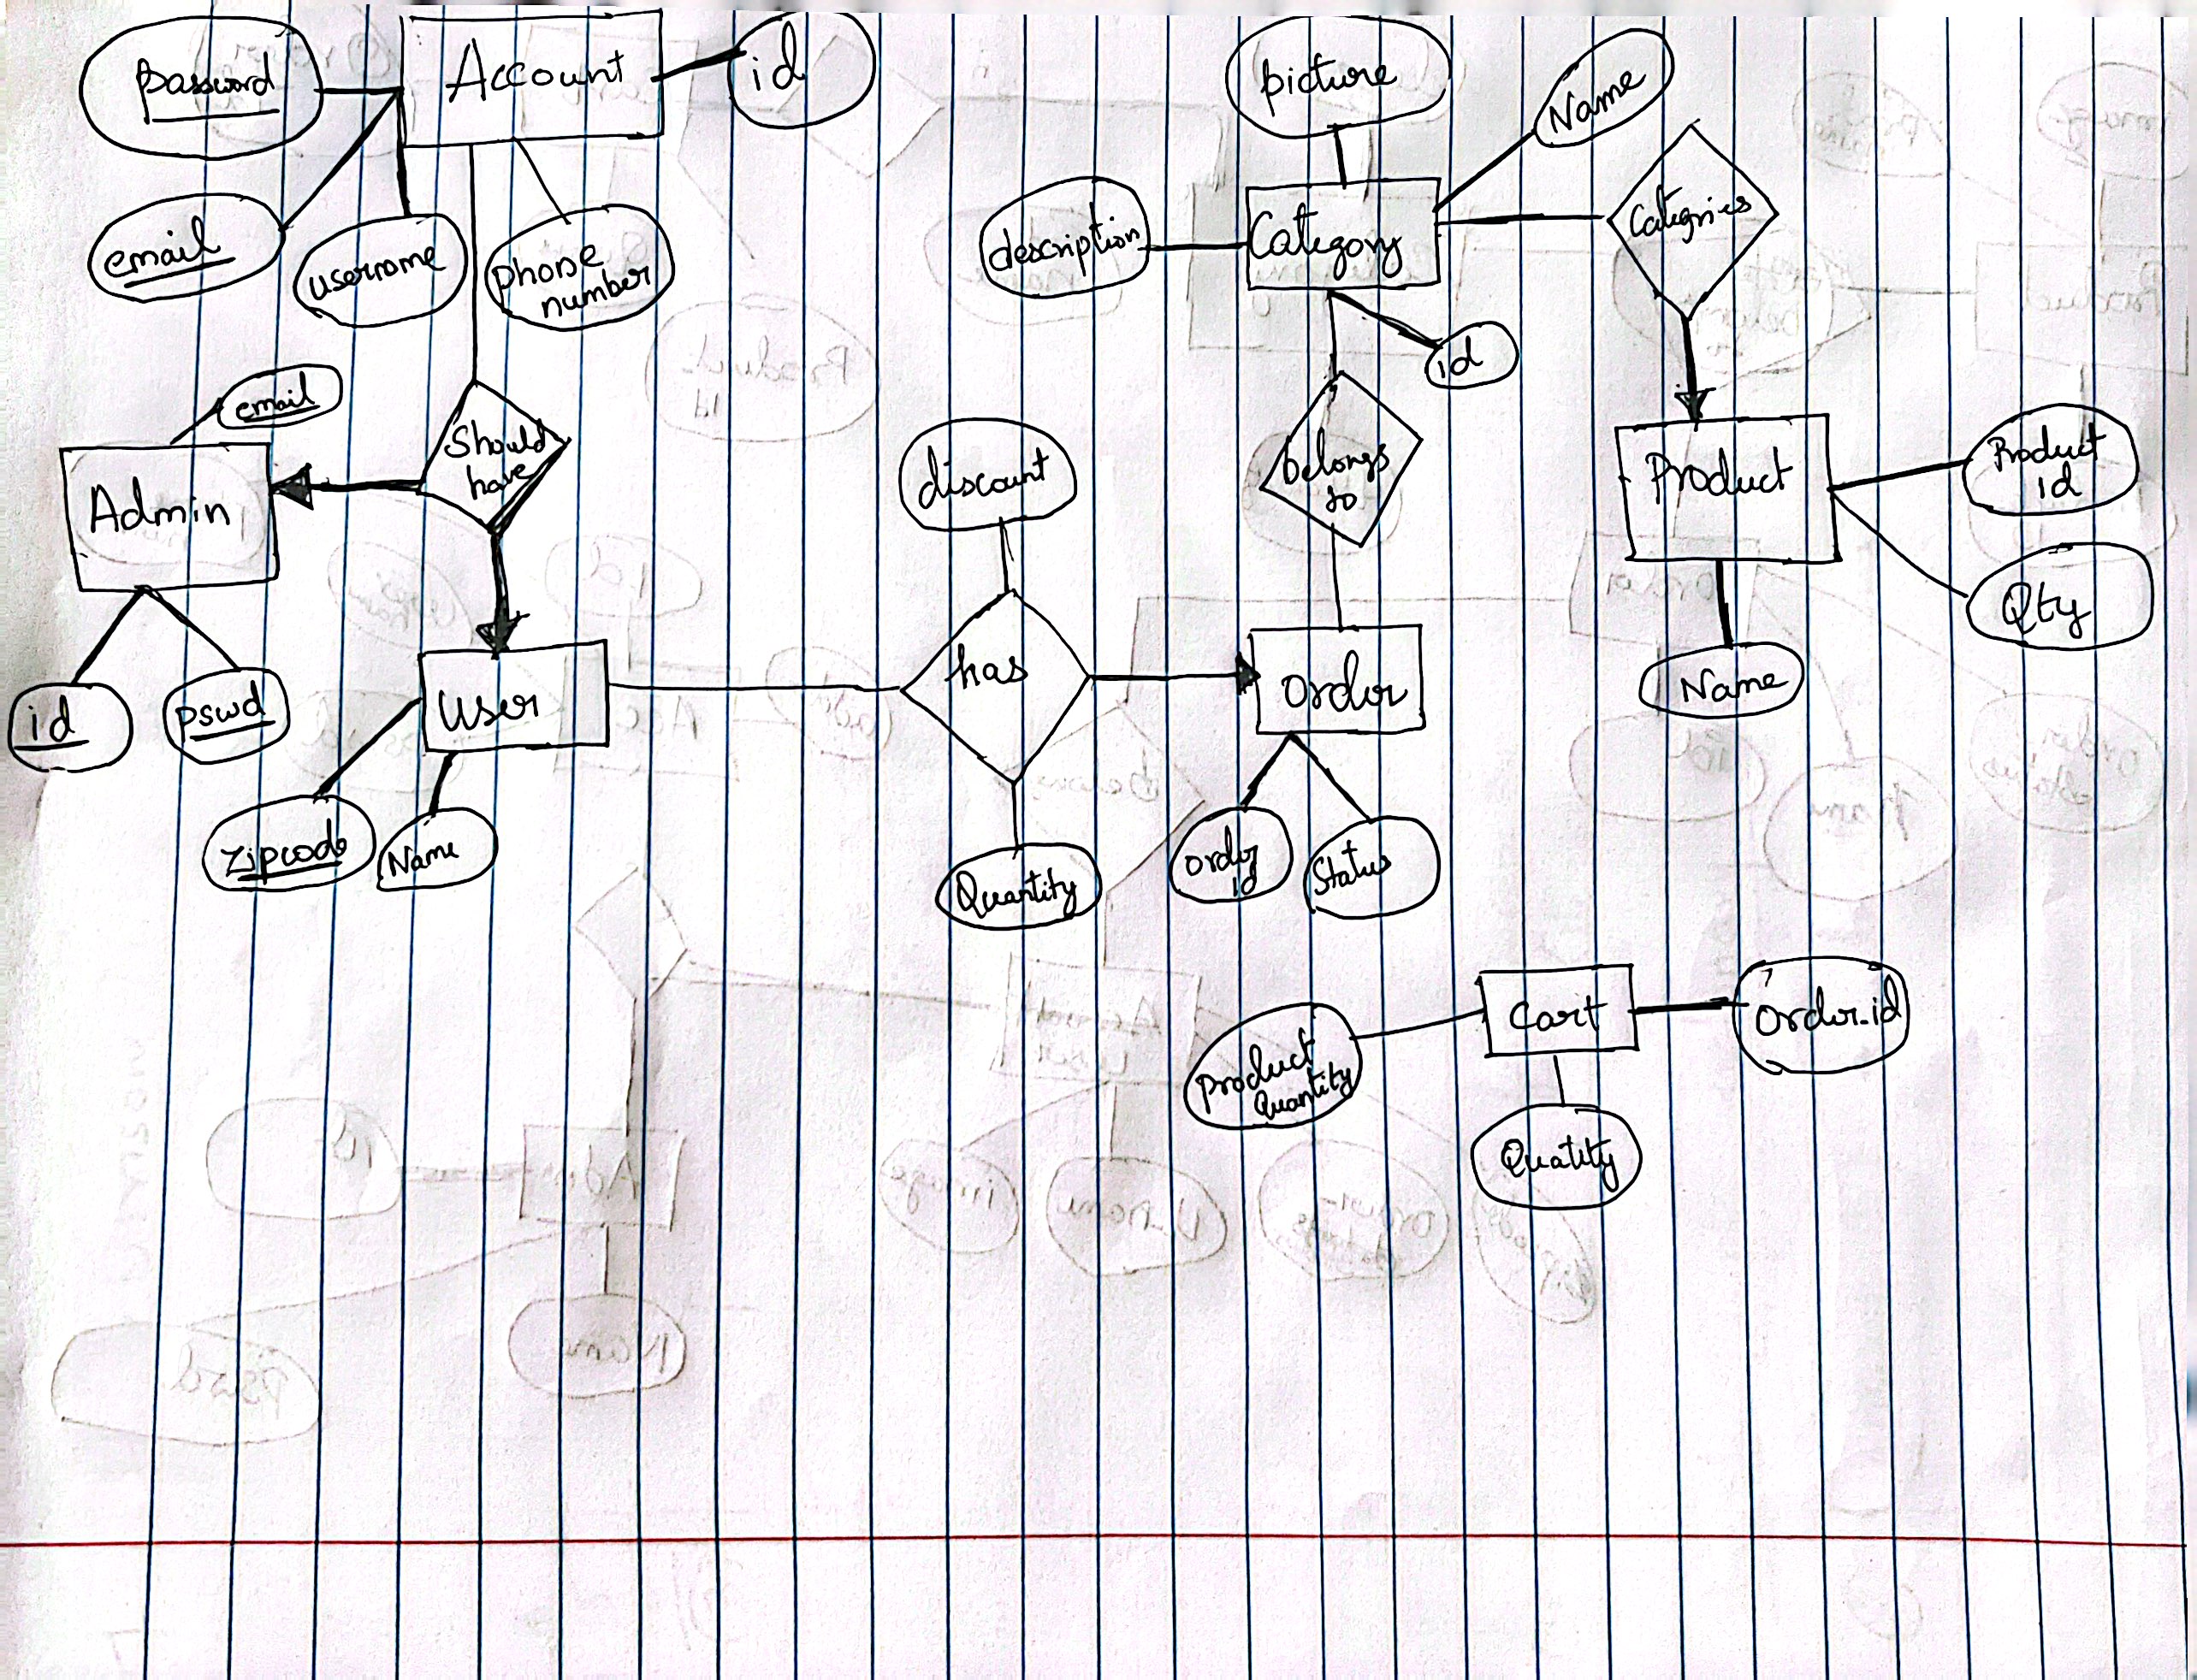 Password
Account
id
picture
Name
email
username
phone
number
description
Category
Categories
id
email
Should
have
Admin
discount
belongs
to
Product
Product
id
Qty
id
pswd
User
has
order
Name
Zipcode
Name
Quantity
order
id
Status
Cart
Order-id
Product
Quantity
Quatity